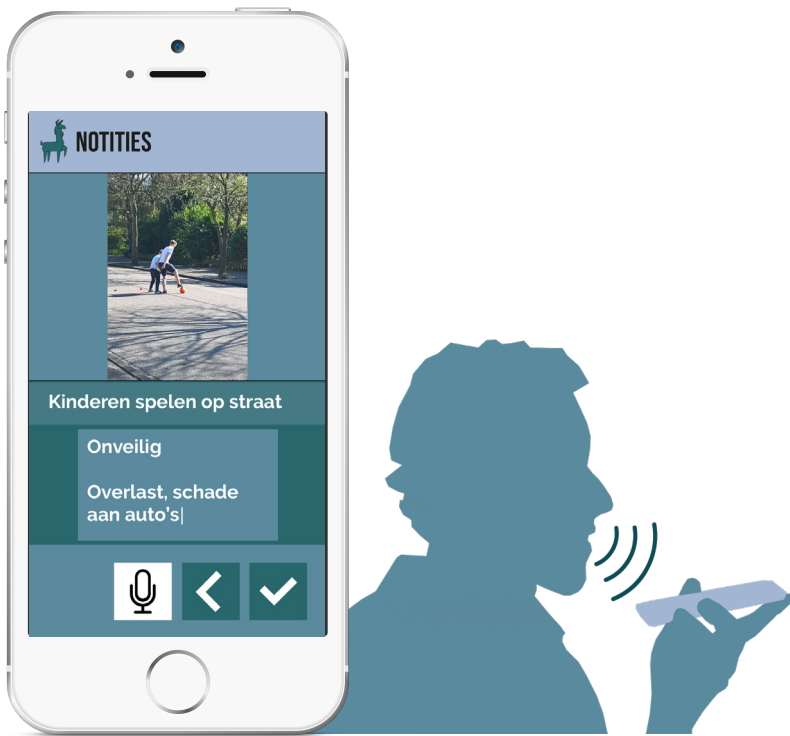 NOTITIES
Kinderen spelen op straat
Onveilig
Overlast, schade
aan auto's